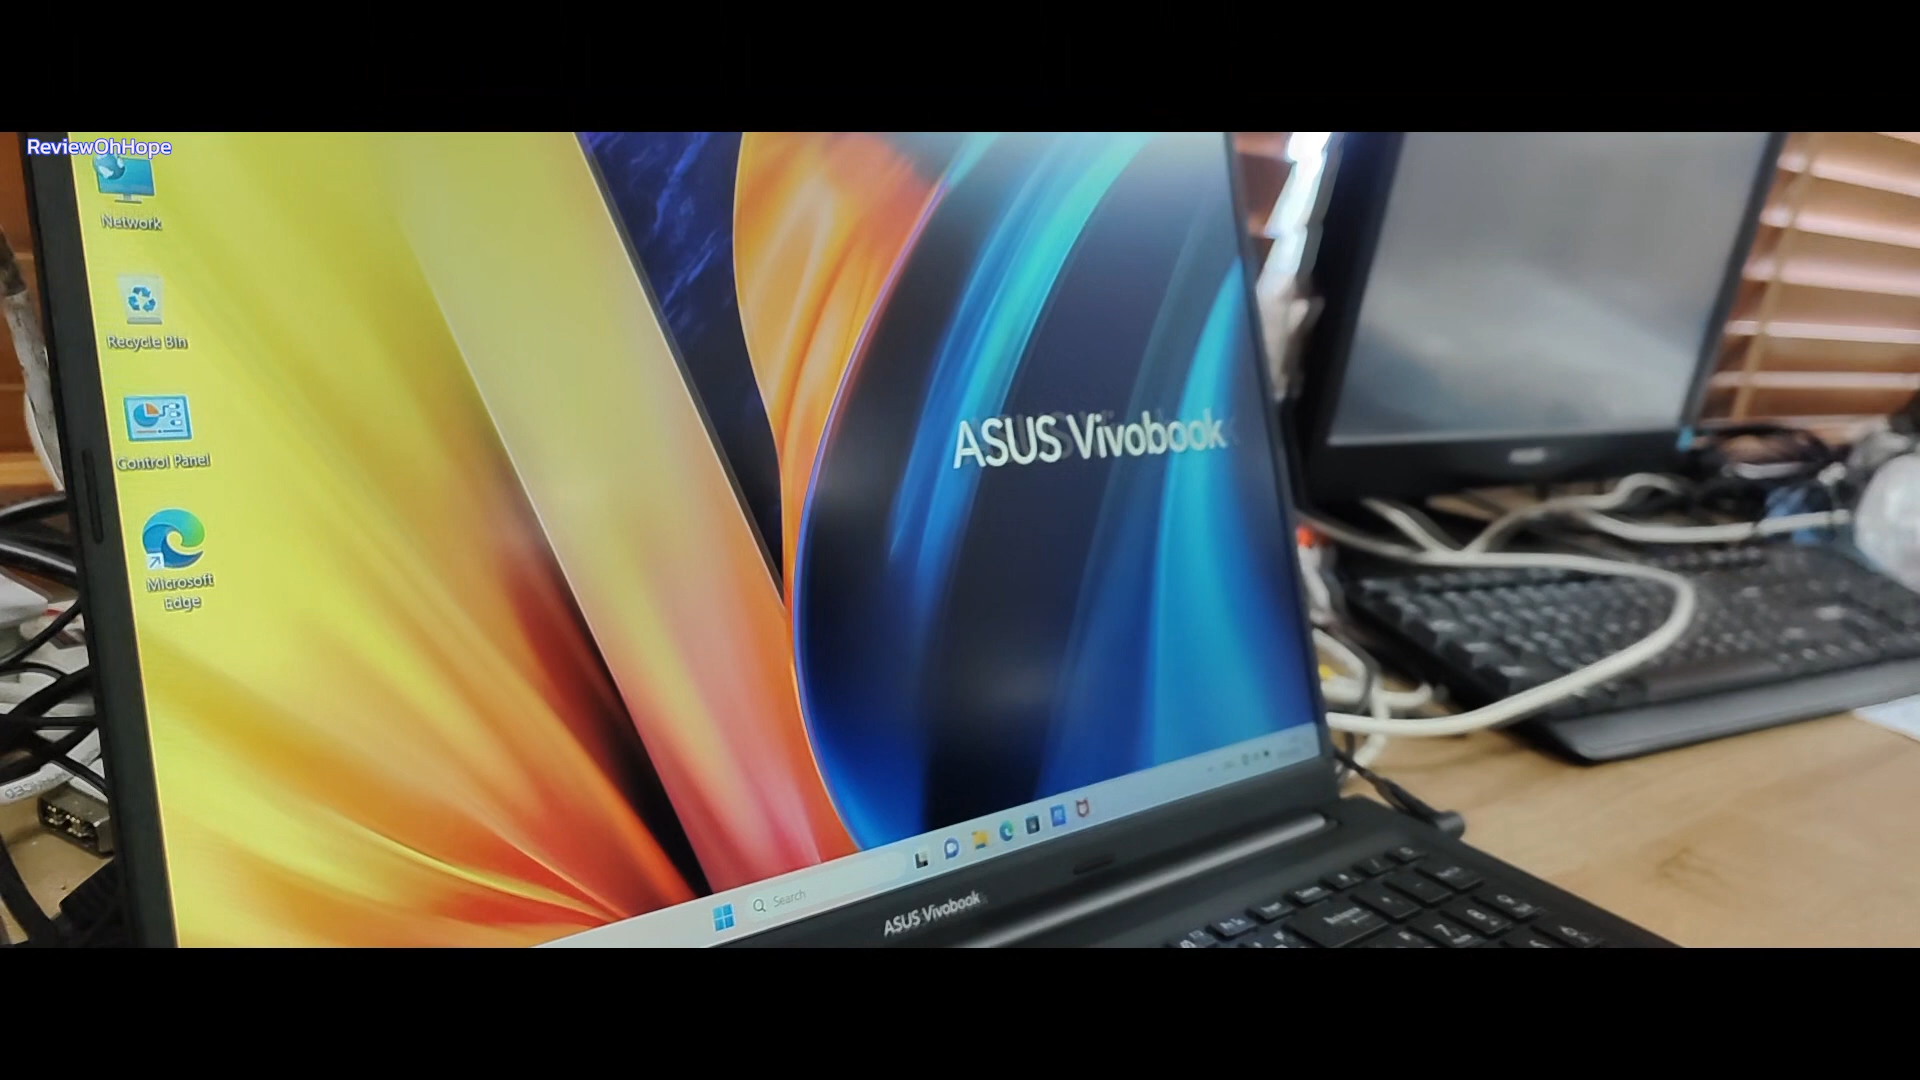 ReviewOhHope
Network
Recycle Bin
Control Panel
Microsoft
Edge
ASUS Vivobook
Search
ASUS Vivobook